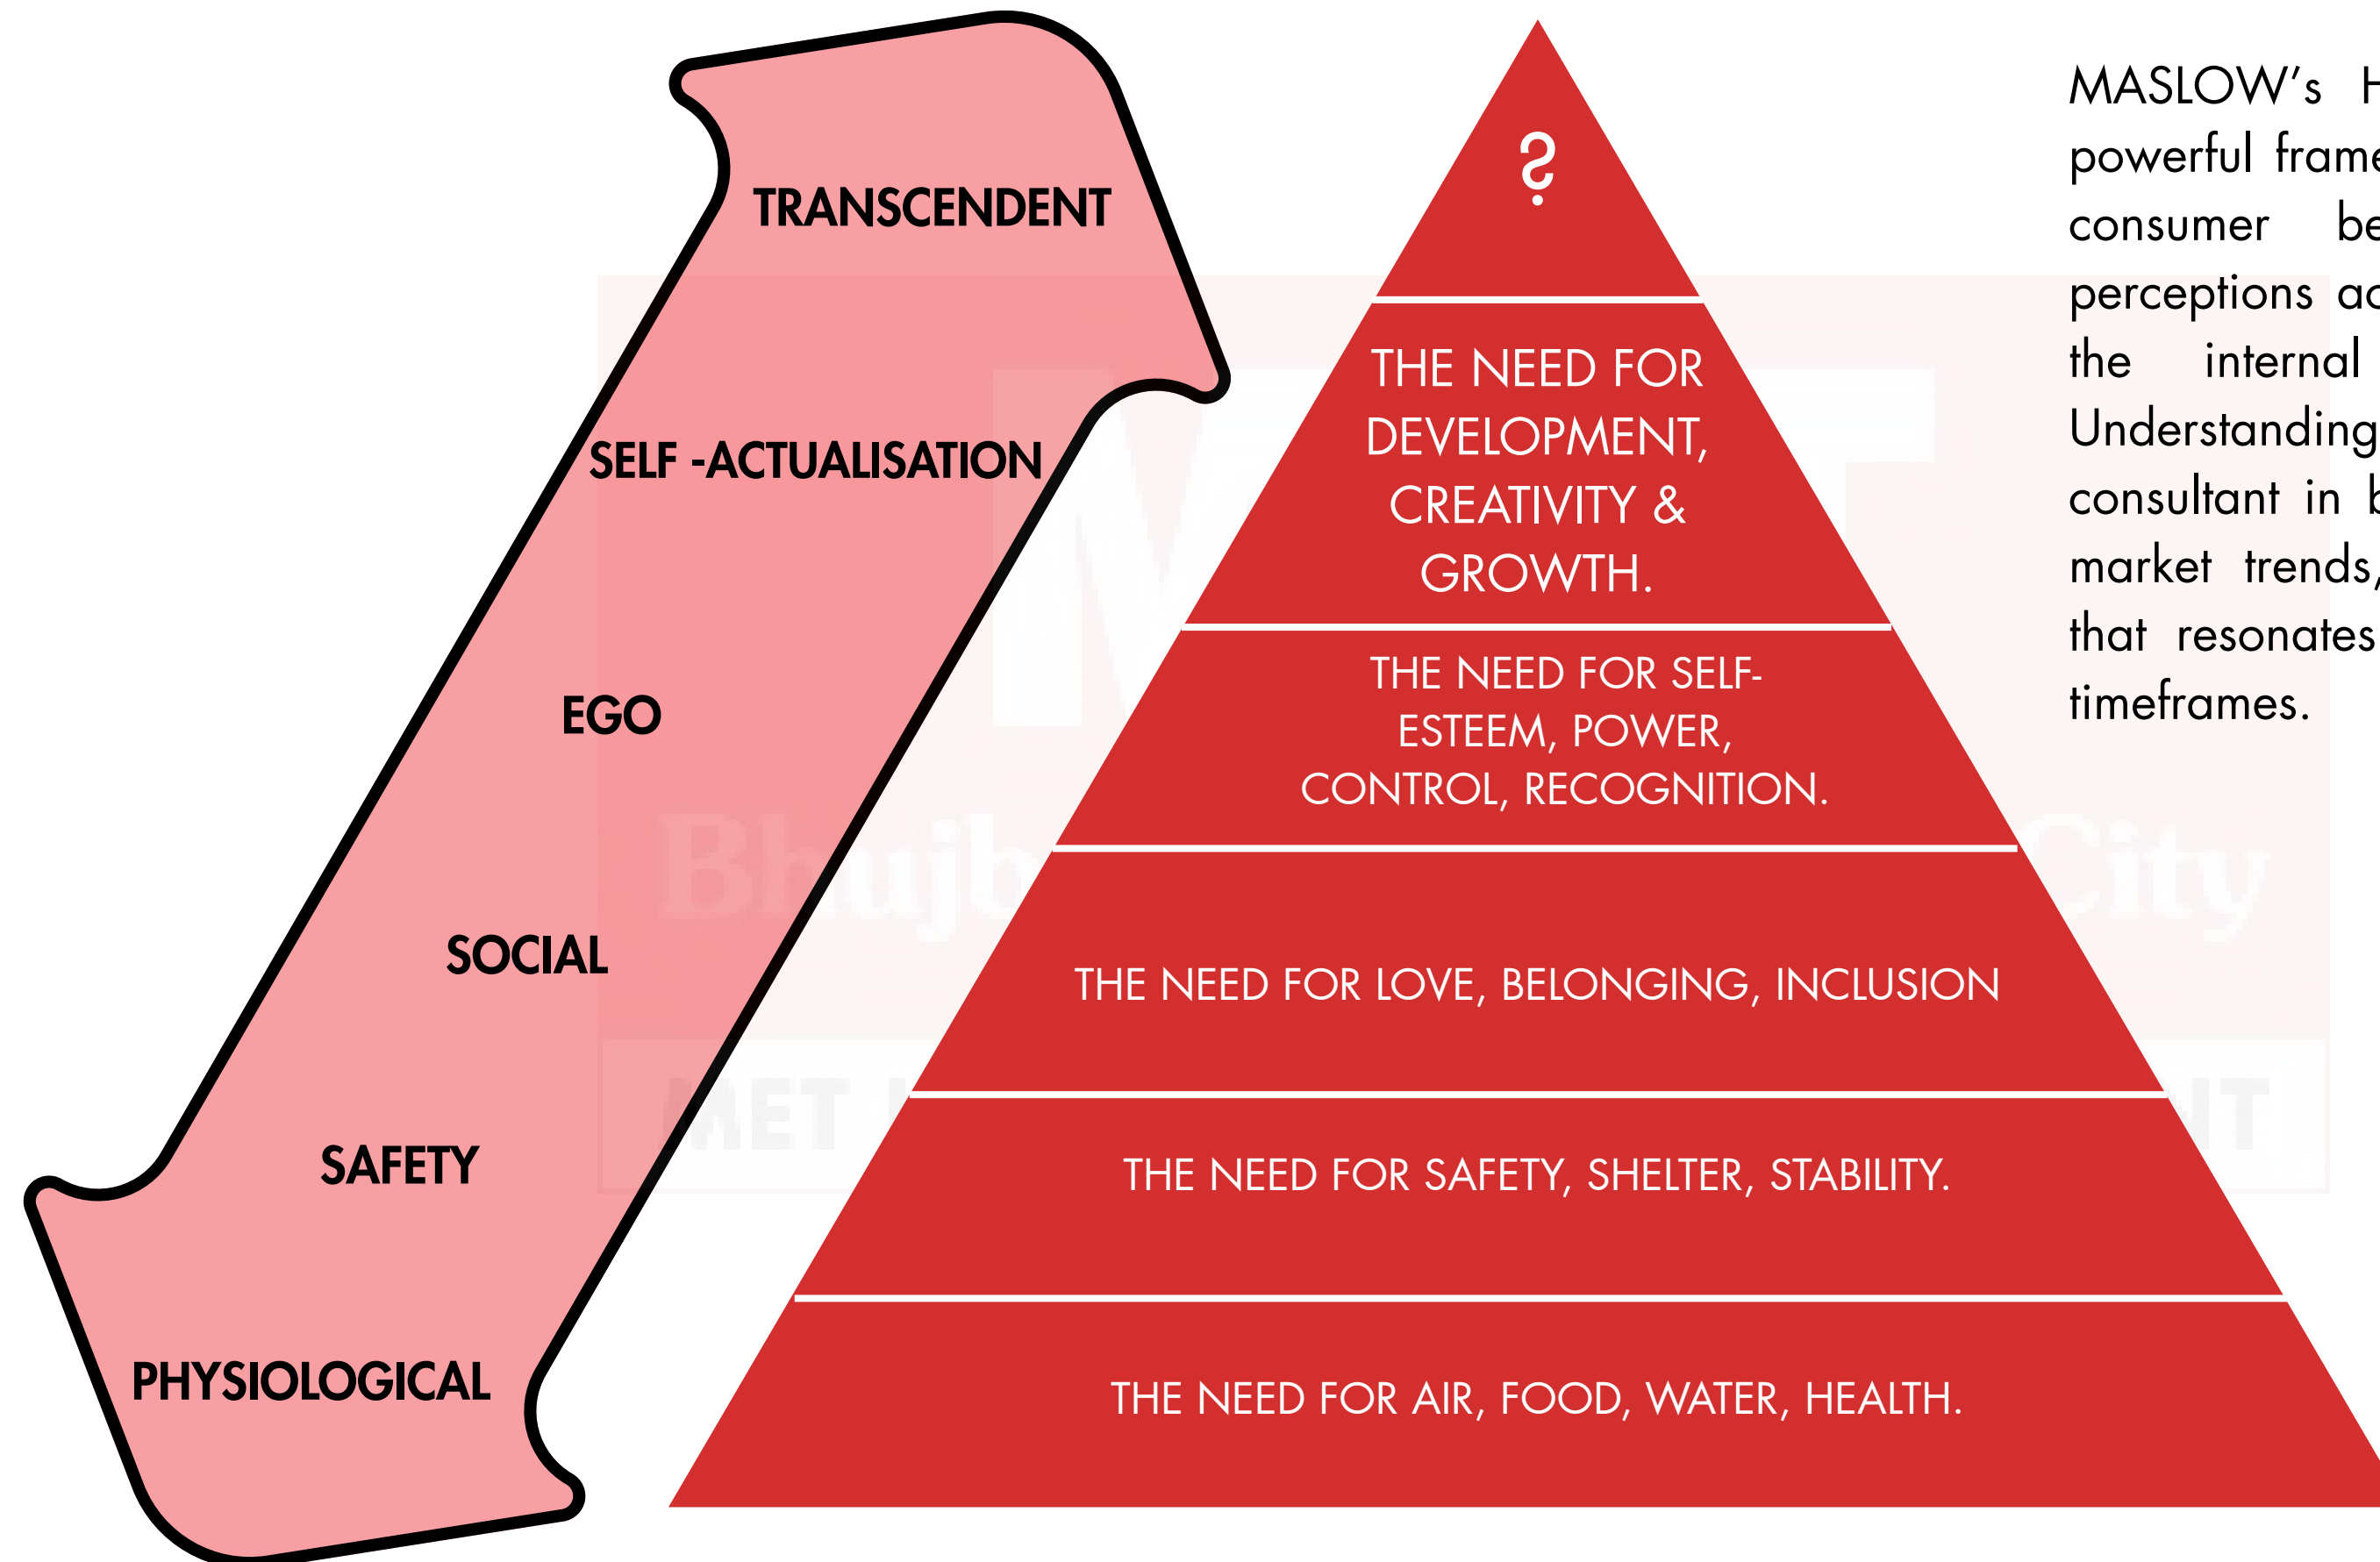 TRANSCENDENT
SELF -ACTUALISATION
EGO
SOCIAL
SAFETY
PHYSIOLOGICAL
?
THE NEED FOR
DEVELOPMENT,
CREATIVITY &
GROWTH.
THE NEED FOR SELF-
ESTEEM, POWER,
CONTROL, RECOGNITION.
THE NEED FOR LOVE, BELONGING, INCLUSION
THE NEED FOR SAFETY, SHELTER, STABILITY.
THE NEED FOR AIR, FOOD, WATER, HEALTH.
MASLOW's
powerful
consumer
perceptions
the internal
Understanding
consultant in
market trends,
that resonates
timeframes.
City
MET